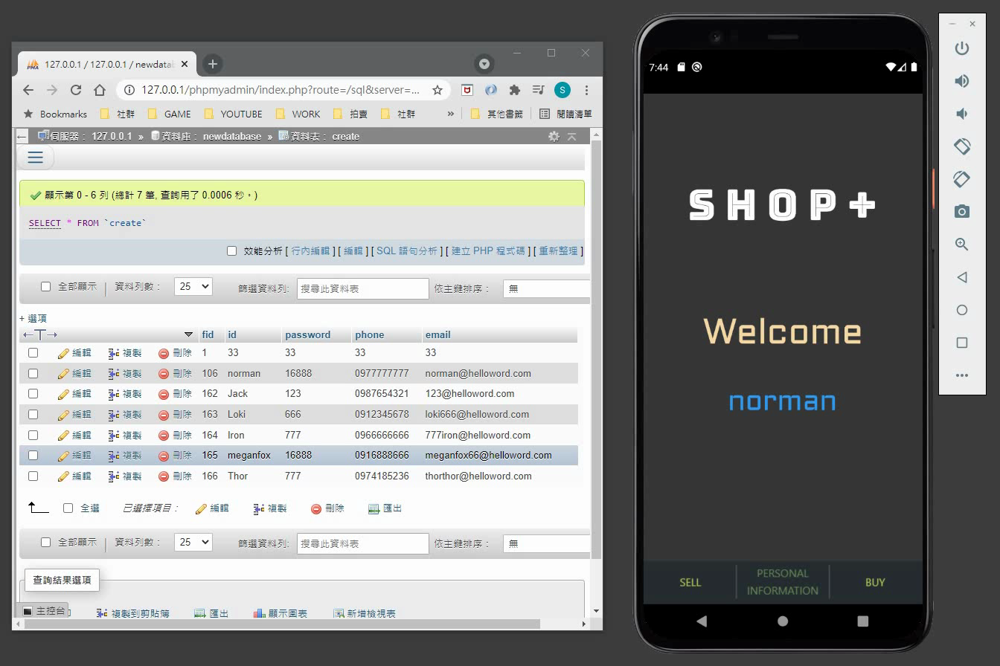 127.0.0.1 / 127.0.0.1 / newdatab
127.0.0.1/phpmyadmin/index.php?route=/sql&server=...
S
Bookmarks 社群 GAME YOUTUBE WORK 拍賣 社群 » 其他書籤 閱讀清單
伺服器: 127.0.0.1 » 資料庫: newdatabase » 資料表: create
顯示第 0 - 6 列 (總計 7 筆, 查詢用了 0.0006 秒。)
SELECT * FROM `create`
效能分析 [ 行內編輯 ] [ 編輯 ] [ SQL 語句分析 ] [ 建立 PHP 程式碼 ] [ 重新整理 ]
全部顯示 資料列數: 25 篩選資料列: 搜尋此資料表 依主鍵排序: 無
+ 選項
←T→ fid id password phone email
編輯 複製 刪除 1 33 33 33 33
編輯 複製 刪除 106 norman 16888 0977777777 norman@helloword.com
編輯 複製 刪除 162 Jack 123 0987654321 123@helloword.com
編輯 複製 刪除 163 Loki 666 0912345678 loki666@helloword.com
編輯 複製 刪除 164 Iron 777 0966666666 777iron@helloword.com
編輯 複製 刪除 165 meganfox 16888 0916888666 meganfox66@helloword.com
編輯 複製 刪除 166 Thor 777 0974185236 thorthor@helloword.com
全選 已選擇項目: 編輯 複製 刪除 匯出
全部顯示 資料列數: 25 篩選資料列: 搜尋此資料表 依主鍵排序: 無
查詢結果選項
主控台 複製到剪貼簿 匯出 顯示圖表 新增檢視表
7:44
SHOP+
Welcome
norman
SELL
PERSONAL
INFORMATION
BUY